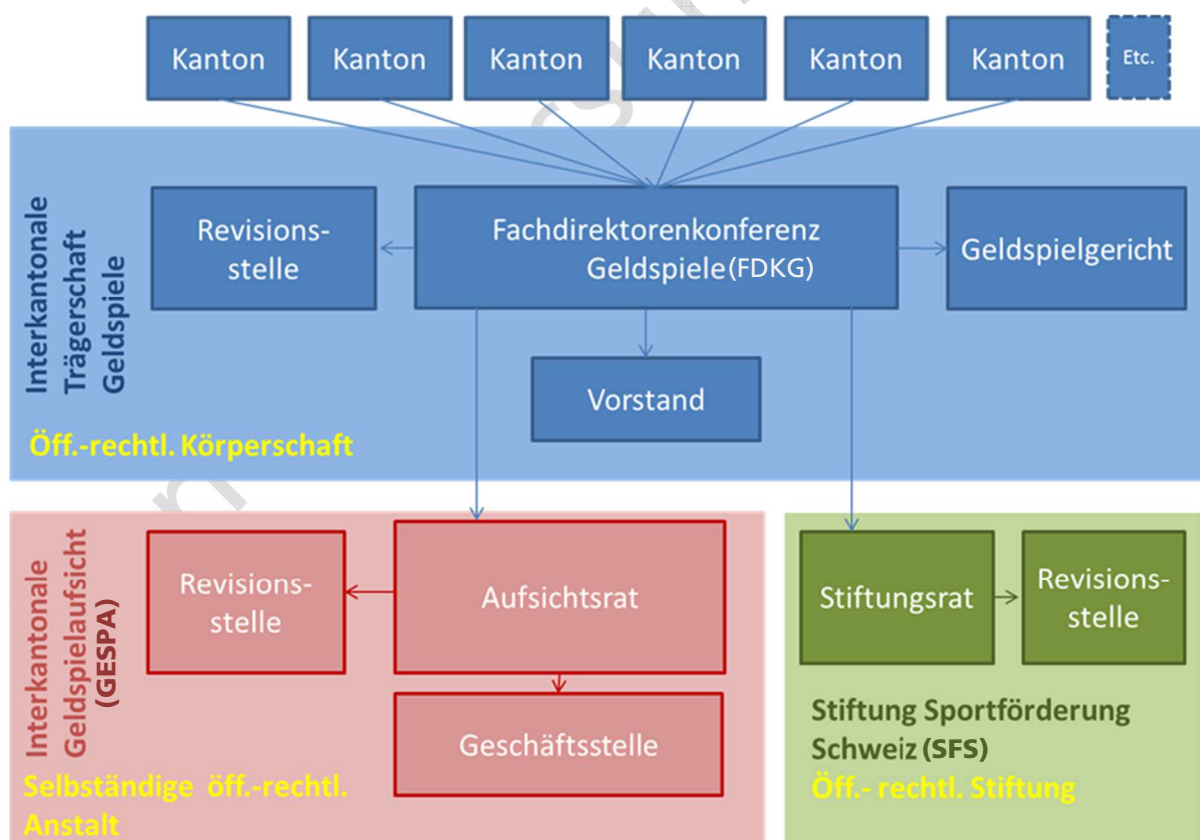 Kanton
Kanton
Kanton
Kanton
Kanton
Kanton
Etc.
Interkantonale
Trägerschaft
Geldspiele
Revisions-
stelle
Fachdirektorenkonferenz
Geldspiele (FDKG)
Geldspielgericht
Vorstand
Öff.-rechtl. Körperschaft
Interkantonale
Geldspielaufsicht
(GESPA)
Revisions-
stelle
Aufsichtsrat
Geschäftsstelle
Selbständige öff.-rechtl.
Anstalt
Stiftungsrat
Revisions-
stelle
Stiftung Sportförderung
Schweiz (SFS)
Öff.- rechtl. Stiftung